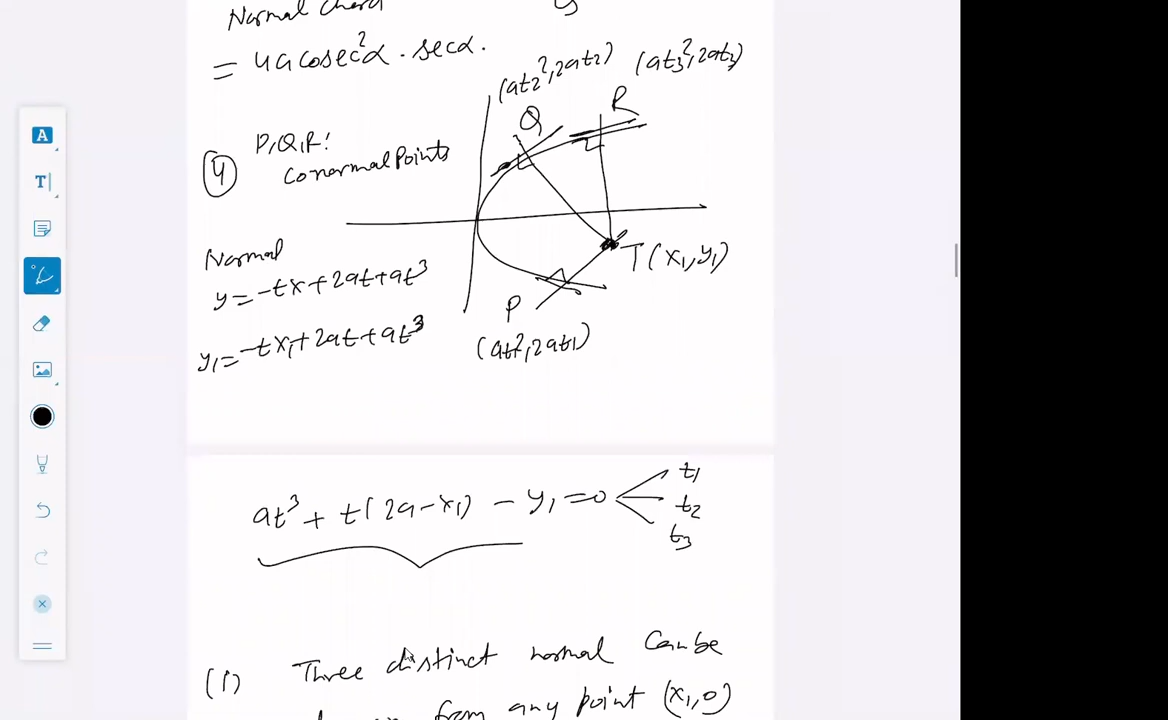 Normal Chord
= 4a cosec²α · secα.
(at2², 2at2) (at3², 2at3)
Q R
(4) P, Q, R:
Conormal Points
T(x1, y1)
Normal
y = -tx + 2at + at³
y1 = -tx1 + 2at + at³
P
(at1², 2at1)
at³ + t(2a - x1) - y1 = 0
t1
t2
t3
(1) Three distinct normal can be
from any point (x1, 0)
A
T